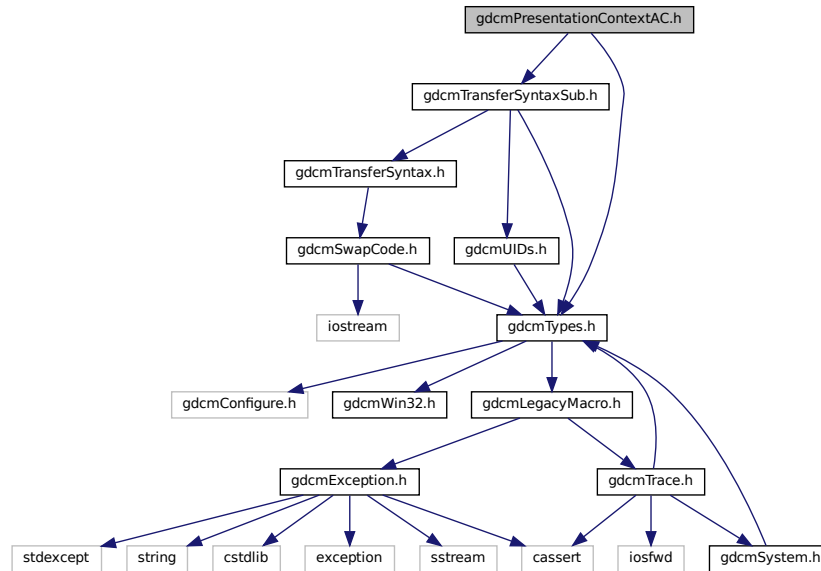 gdcmPresentationContextAC.h
gdcmTransferSyntaxSub.h
gdcmTransferSyntax.h
gdcmSwapCode.h
gdcmUIDs.h
iostream
gdcmTypes.h
gdcmConfigure.h
gdcmWin32.h
gdcmLegacyMacro.h
gdcmException.h
gdcmTrace.h
stdexcept
string
cstdlib
exception
sstream
cassert
iosfwd
gdcmSystem.h